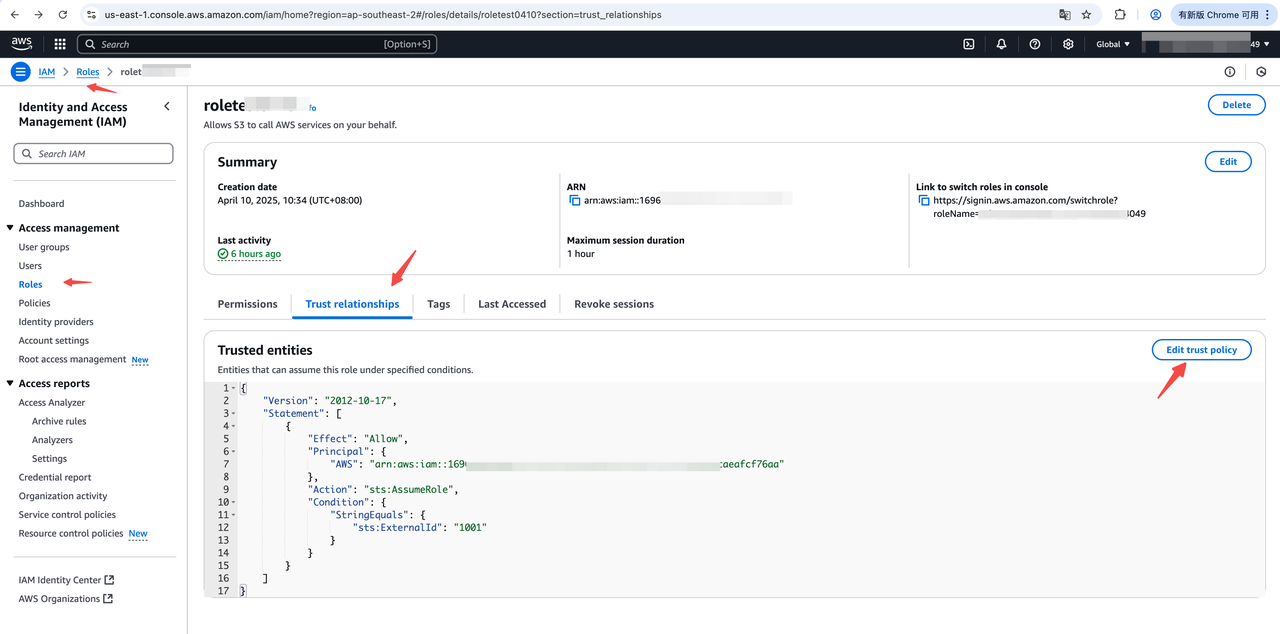 us-east-1.console.aws.amazon.com/iam/home?region=ap-southeast-2#/roles/details/roletest0410?section=trust_relationships
有新版 Chrome 可用
aws
Search
[Option+S]
Global
49
IAM
Roles
rolet
Identity and Access Management (IAM)
Search IAM
Dashboard
Access management
User groups
Users
Roles
Policies
Identity providers
Account settings
Root access management New
Access reports
Access Analyzer
Archive rules
Analyzers
Settings
Credential report
Organization activity
Service control policies
Resource control policies New
IAM Identity Center
AWS Organizations
rolete
fo
Delete
Allows S3 to call AWS services on your behalf.
Summary
Edit
Creation date
April 10, 2025, 10:34 (UTC+08:00)
ARN
arn:aws:iam::1696
Link to switch roles in console
https://signin.aws.amazon.com/switchrole?
roleName=
4049
Last activity
6 hours ago
Maximum session duration
1 hour
Permissions
Trust relationships
Tags
Last Accessed
Revoke sessions
Trusted entities
Edit trust policy
Entities that can assume this role under specified conditions.
1 {
2 "Version": "2012-10-17",
3 "Statement": [
4 {
5 "Effect": "Allow",
6 "Principal": {
7 "AWS": "arn:aws:iam::169 aeafcf76aa"
8 },
9 "Action": "sts:AssumeRole",
10 "Condition": {
11 "StringEquals": {
12 "sts:ExternalId": "1001"
13 }
14 }
15 }
16 ]
17 }